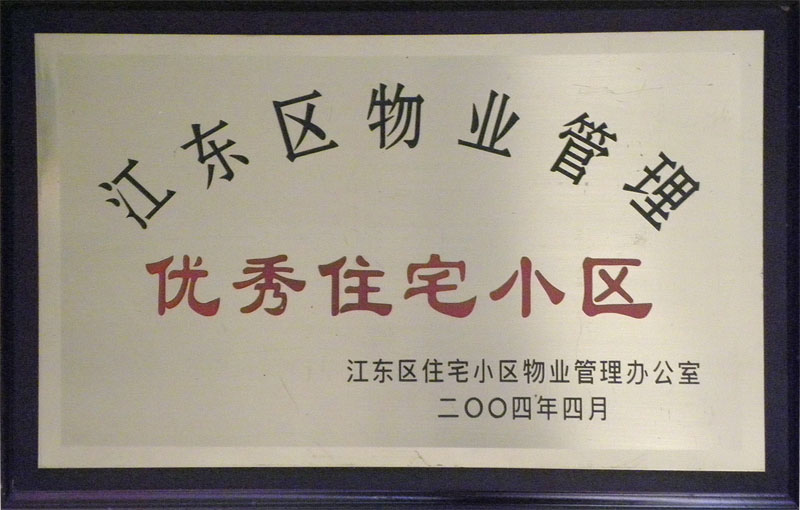 江东区物业管理
优秀住宅小区
江东区住宅小区物业管理办公室
二〇〇四年四月